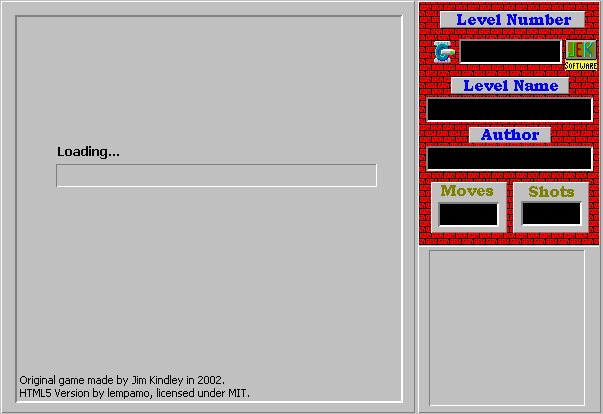 Level Number
JEK
SOFTWARE
Level Name
Author
Moves
Shots
Loading...
Original game made by Jim Kindley in 2002.
HTML5 Version by lempamo, licensed under MIT.